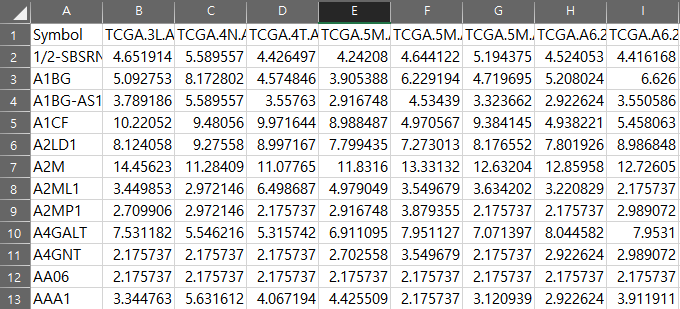 A B C D E F G H I
1 Symbol TCGA.3L.A TCGA.4N.A TCGA.4T.A TCGA.5M.A TCGA.5M.A TCGA.5M.A TCGA.A6.2 TCGA.A6.2
2 1/2-SBSRN 4.651914 5.589557 4.426497 4.24208 4.644122 5.194375 4.524053 4.416168
3 A1BG 5.092753 8.172802 4.574846 3.905388 6.229194 4.719695 5.208024 6.626
4 A1BG-AS1 3.789186 5.589557 3.55763 2.916748 4.53439 3.323662 2.922624 3.550586
5 A1CF 10.22052 9.48056 9.971644 8.988487 4.970567 9.384145 4.938221 5.458063
6 A2LD1 8.124058 9.27558 8.997167 7.799435 7.273013 8.176552 7.801926 8.986848
7 A2M 14.45623 11.28409 11.07765 11.8316 13.33132 12.63204 12.85958 12.72605
8 A2ML1 3.449853 2.972146 6.498687 4.979049 3.549679 3.634202 3.220829 2.175737
9 A2MP1 2.709906 2.972146 2.175737 2.916748 3.879355 2.175737 2.175737 2.989072
10 A4GALT 7.531182 5.546216 5.315742 6.911095 7.951127 7.071397 8.044582 7.9531
11 A4GNT 2.175737 2.175737 2.175737 2.702558 3.549679 2.175737 2.922624 2.989072
12 AA06 2.175737 2.175737 2.175737 2.175737 2.175737 2.175737 2.175737 2.175737
13 AAA1 3.344763 5.631612 4.067194 4.425509 2.175737 3.120939 2.922624 3.911911